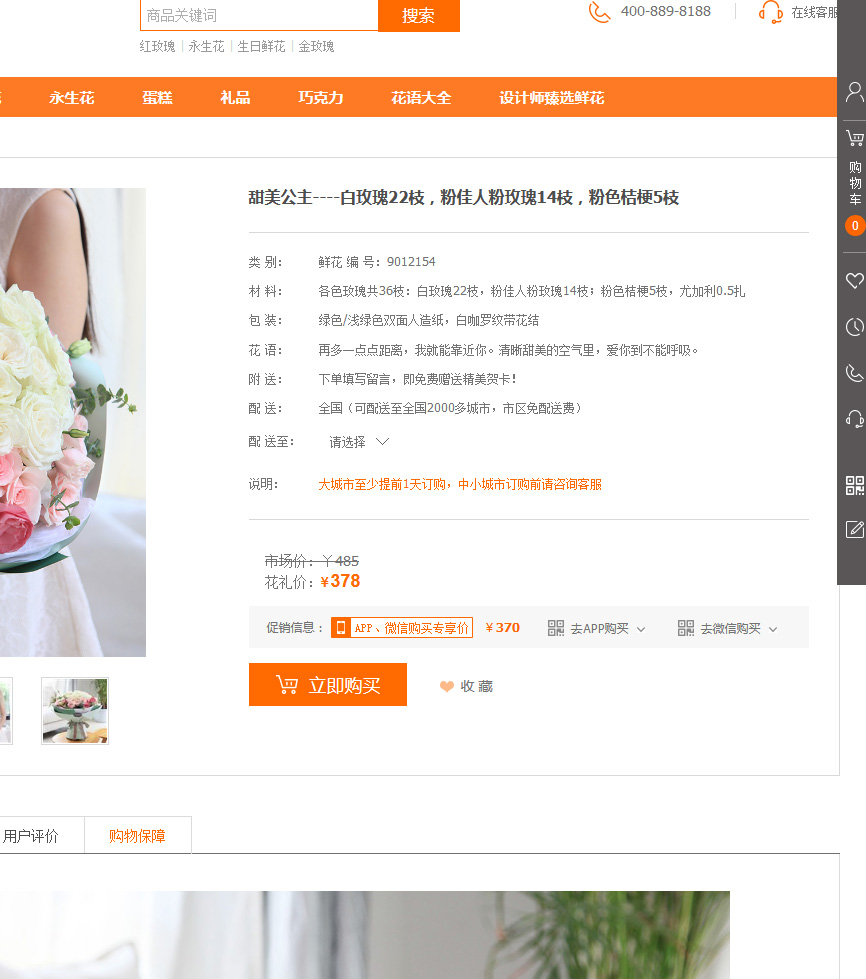 商品关键词
搜索
400-889-8188
在线客服
红玫瑰 | 永生花 | 生日鲜花 | 金玫瑰
永生花 蛋糕 礼品 巧克力 花语大全 设计师臻选鲜花
购物车
0
甜美公主----白玫瑰22枝，粉佳人粉玫瑰14枝，粉色桔梗5枝
类 别： 鲜花 编 号：9012154
材 料： 各色玫瑰共36枝：白玫瑰22枝，粉佳人粉玫瑰14枝；粉色桔梗5枝，尤加利0.5扎
包 装： 绿色/浅绿色双面人造纸，白咖罗纹带花结
花 语： 再多一点点距离，我就能靠近你。清晰甜美的空气里，爱你到不能呼吸。
附 送： 下单填写留言，即免费赠送精美贺卡！
配 送： 全国（可配送至全国2000多城市，市区免配送费）
配 送至： 请选择
说明： 大城市至少提前1天订购，中小城市订购前请咨询客服
市场价：￥485
花礼价：¥378
促销信息： APP、微信购买专享价 ￥370 去APP购买 去微信购买
立即购买 收 藏
用户评价 购物保障